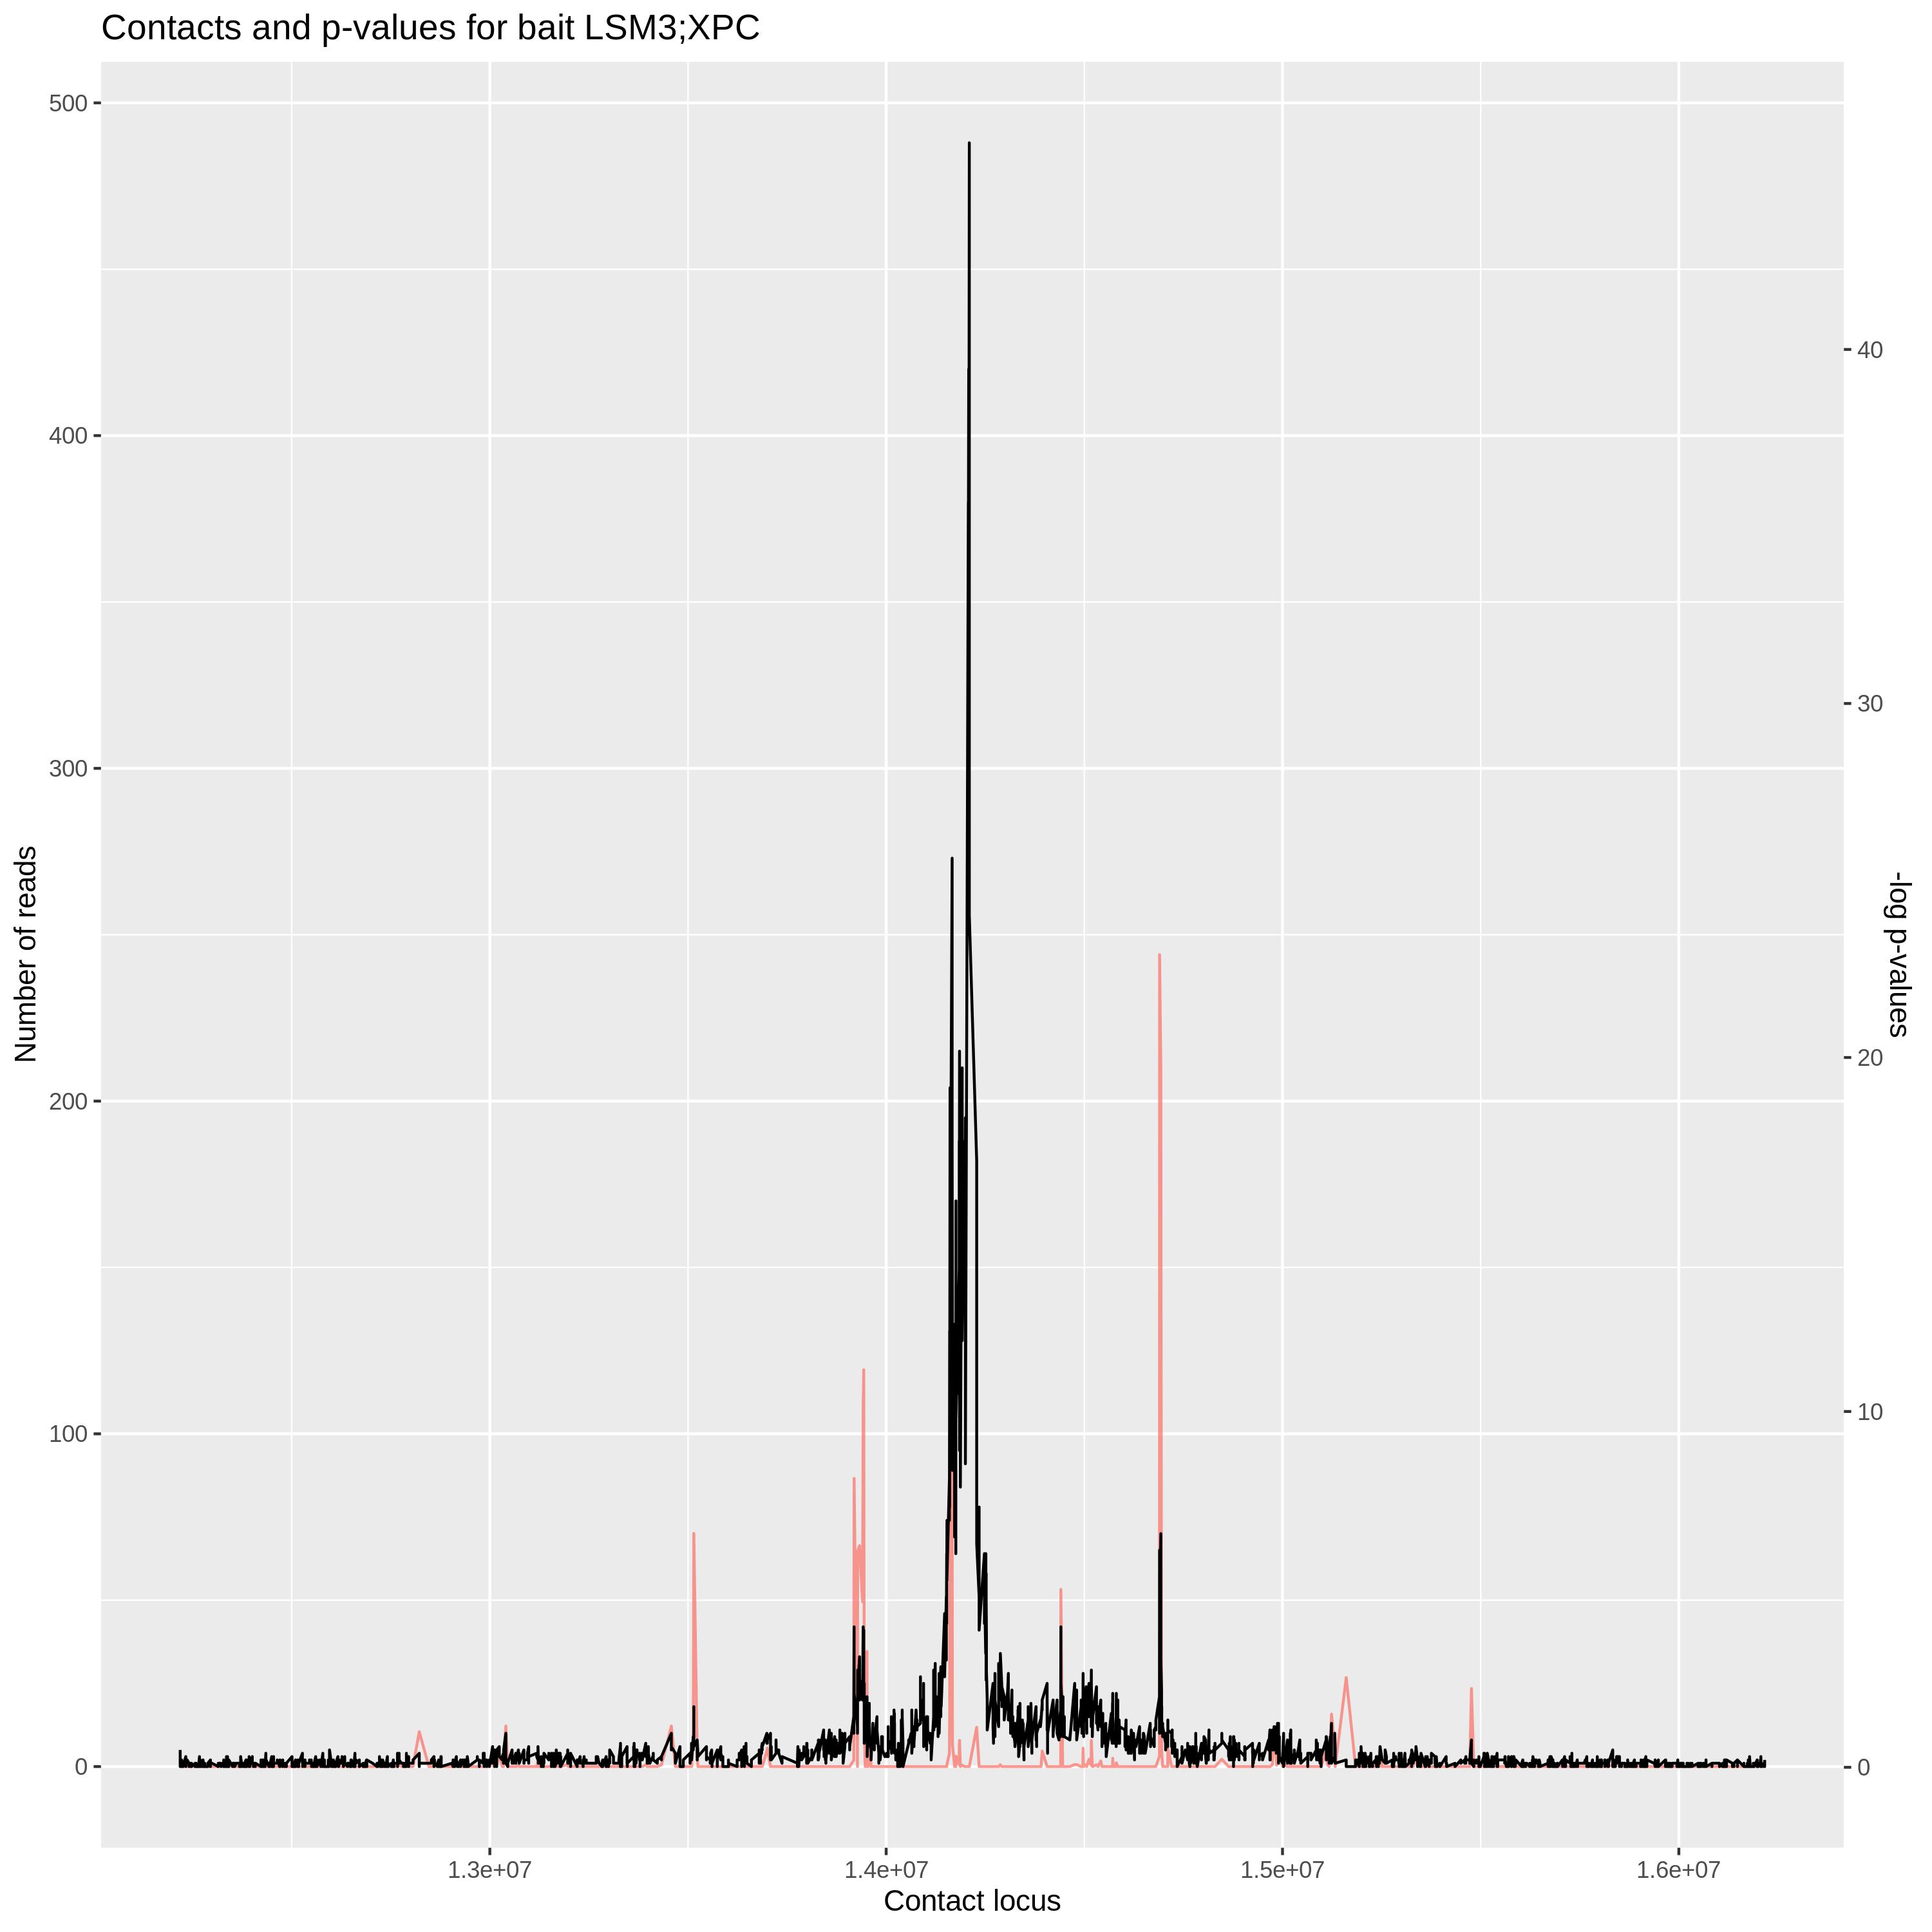 Contacts and p-values for bait LSM3;XPC
500
400
300
200
100
0
Number of reads
40
30
20
10
0
-log p-values
1.3e+07
1.4e+07
1.5e+07
1.6e+07
Contact locus